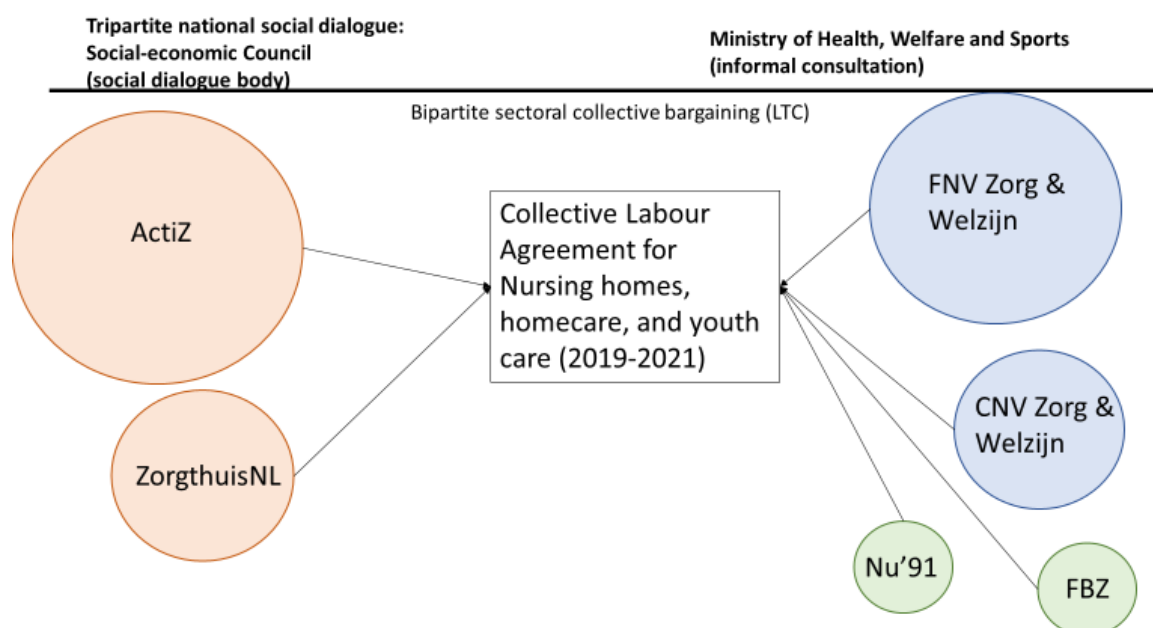 Tripartite national social dialogue:
Social-economic Council
(social dialogue body)
Ministry of Health, Welfare and Sports
(informal consultation)
Bipartite sectoral collective bargaining (LTC)
ActiZ
ZorgthuisNL
Collective Labour
Agreement for
Nursing homes,
homecare, and youth
care (2019-2021)
FNV Zorg &
Welzijn
CNV Zorg &
Welzijn
Nu’91
FBZ